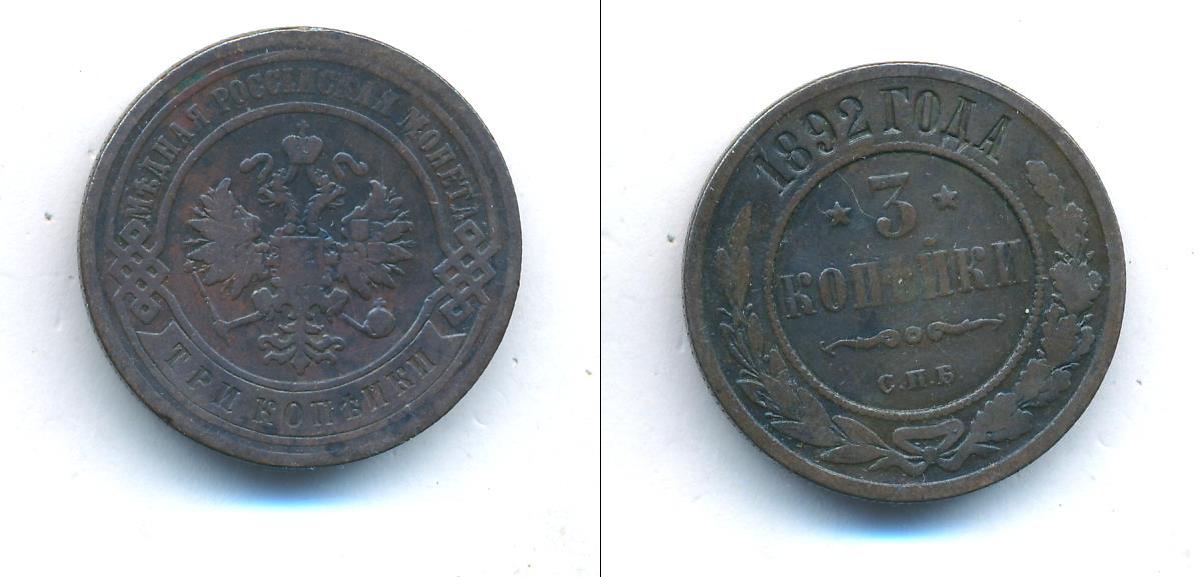 МѢДНАЯ РОССІЙСКАЯ МОНЕТА
ТРИ КОПѢЙКИ
1892 ГОДА
3
КОПѢЙКИ
С.П.Б.